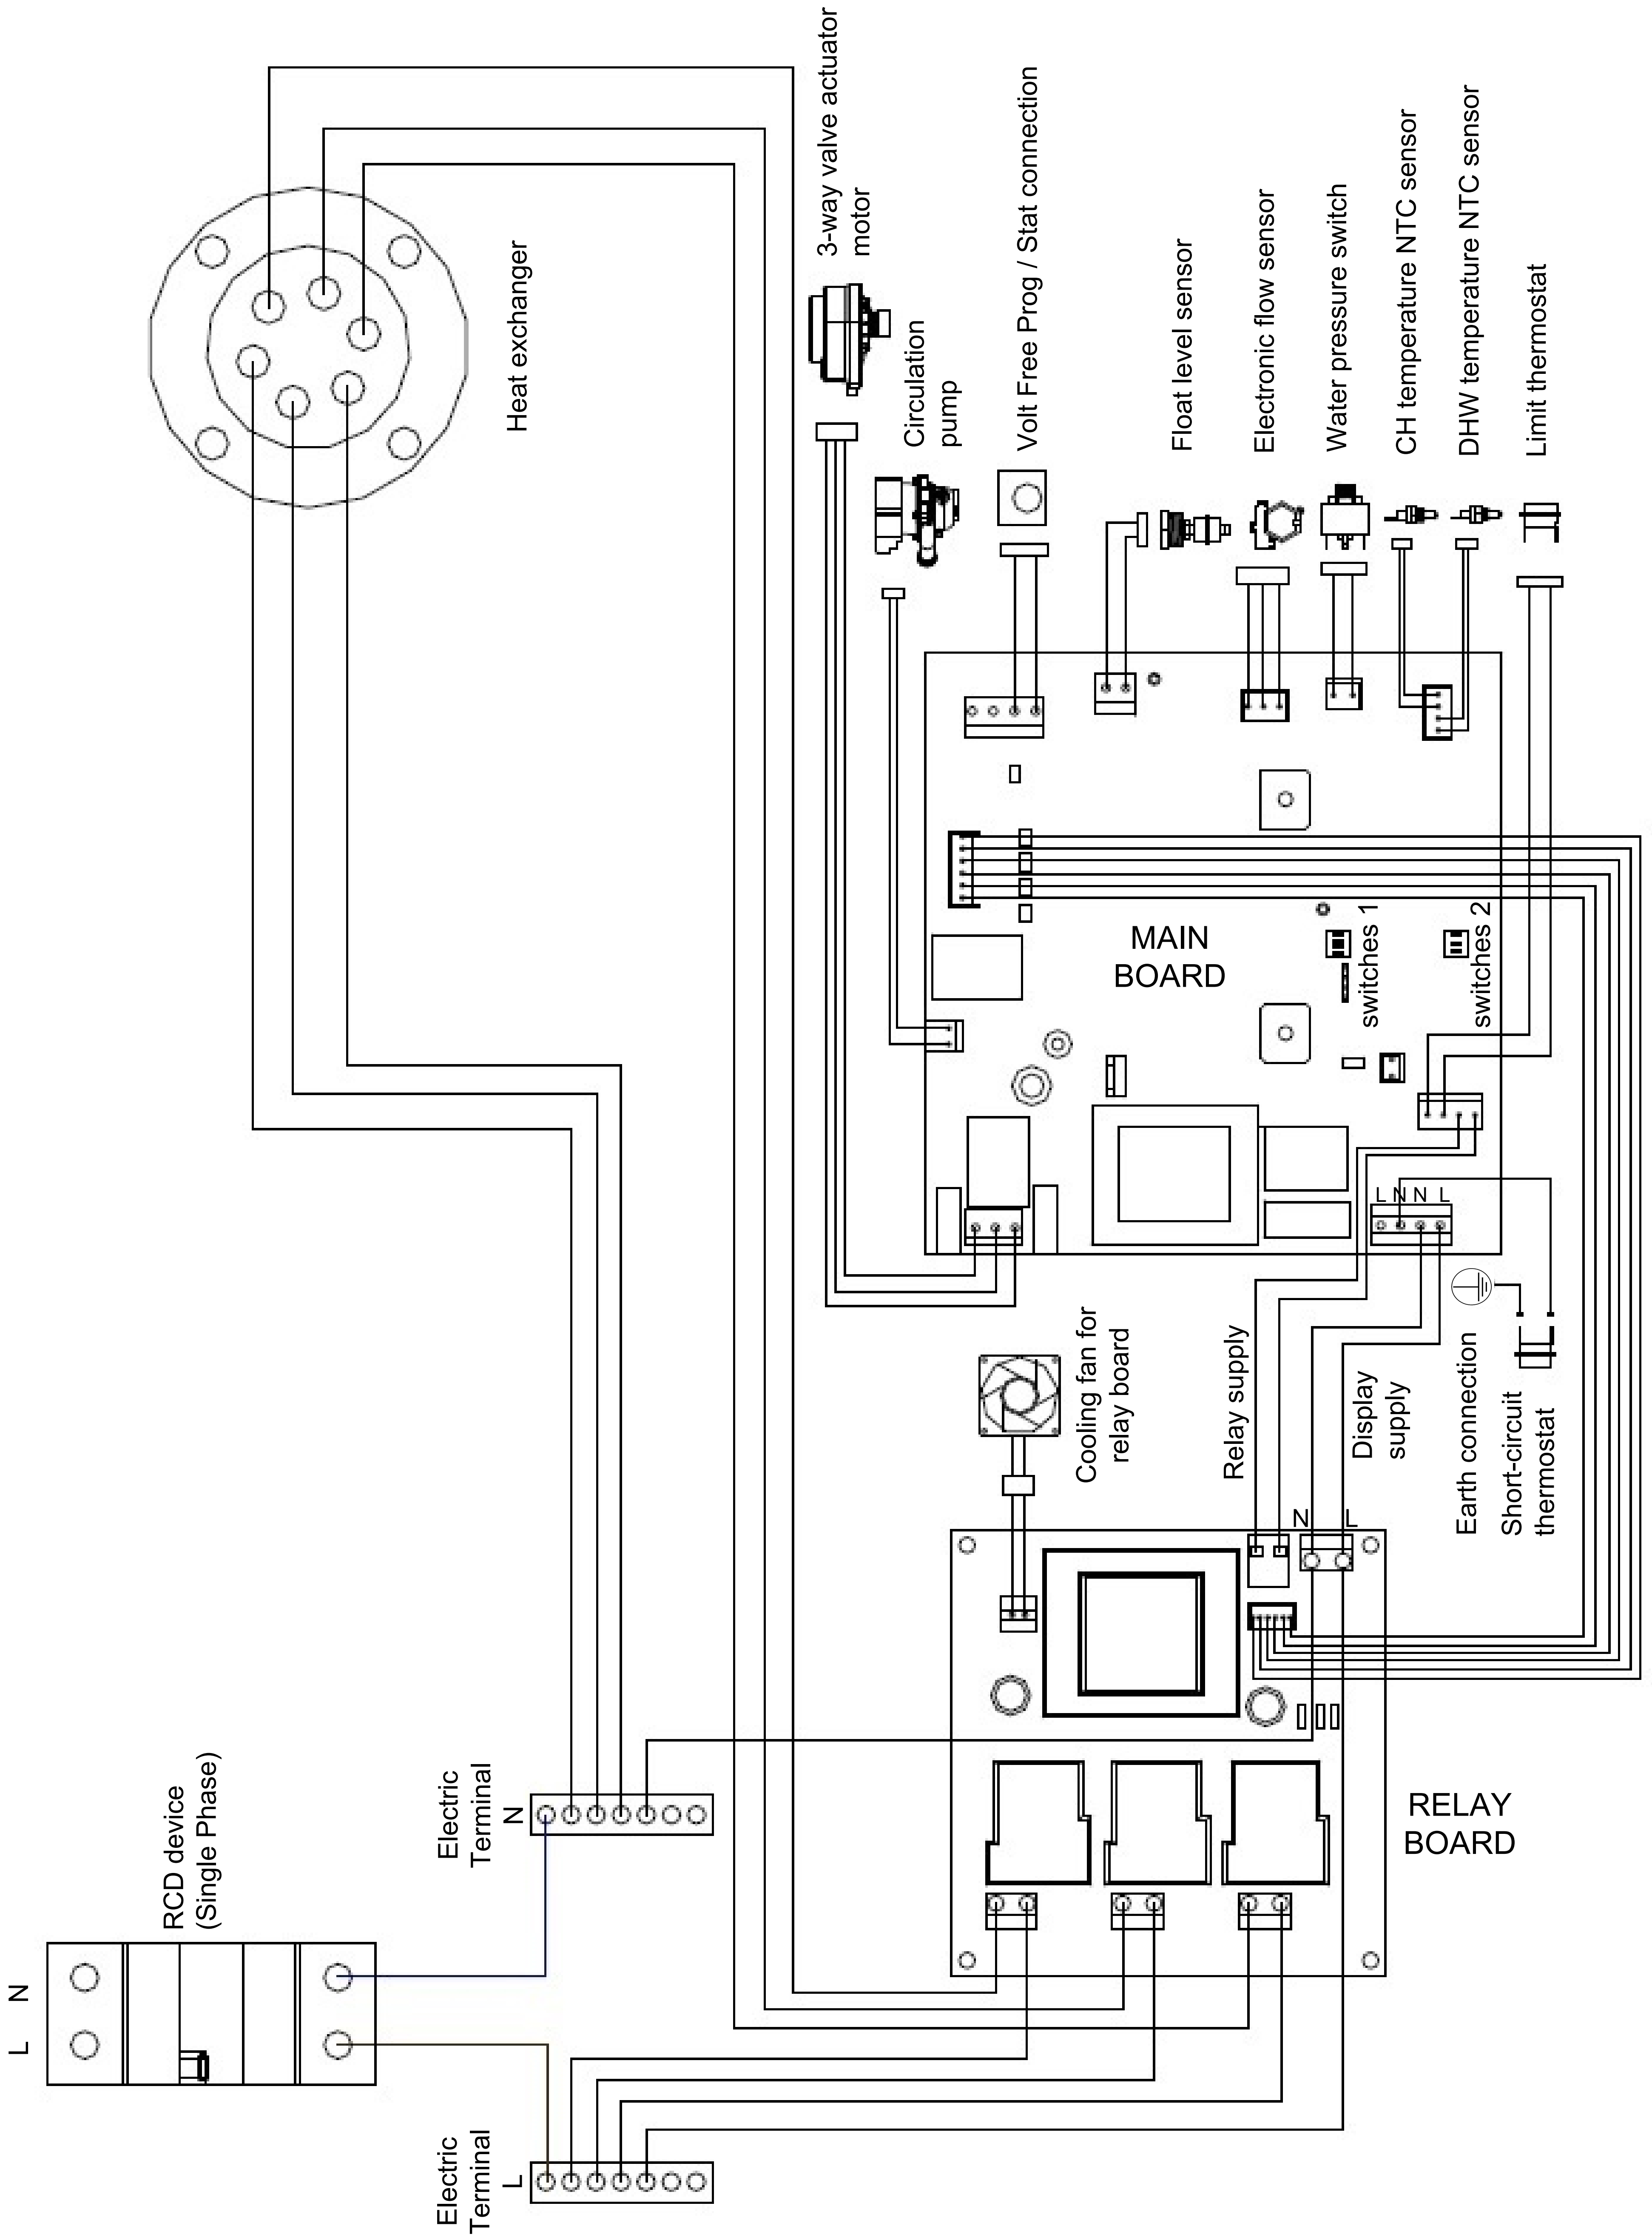 3-way valve actuator
motor
Circulation
pump
Volt Free Prog / Stat connection
Float level sensor
Electronic flow sensor
Water pressure switch
CH temperature NTC sensor
DHW temperature NTC sensor
Limit thermostat
Heat exchanger
MAIN
BOARD
switches 1
switches 2
L N N L
Cooling fan for
relay board
Relay supply
Display
supply
Earth connection
Short-circuit
thermostat
N
L
RELAY
BOARD
RCD device
(Single Phase)
L N
Electric
Terminal
N
Electric
Terminal
L